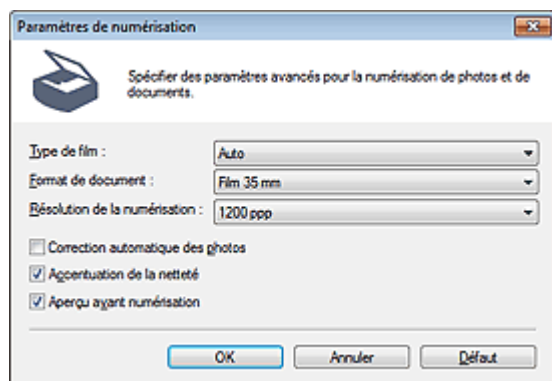 Paramètres de numérisation
Spécifier des paramètres avancés pour la numérisation de photos et de
documents.
Type de film : Auto
Format de document : Film 35 mm
Résolution de la numérisation : 1200 ppp
Correction automatique des photos
Accentuation de la netteté
Aperçu avant numérisation
OK Annuler Défaut